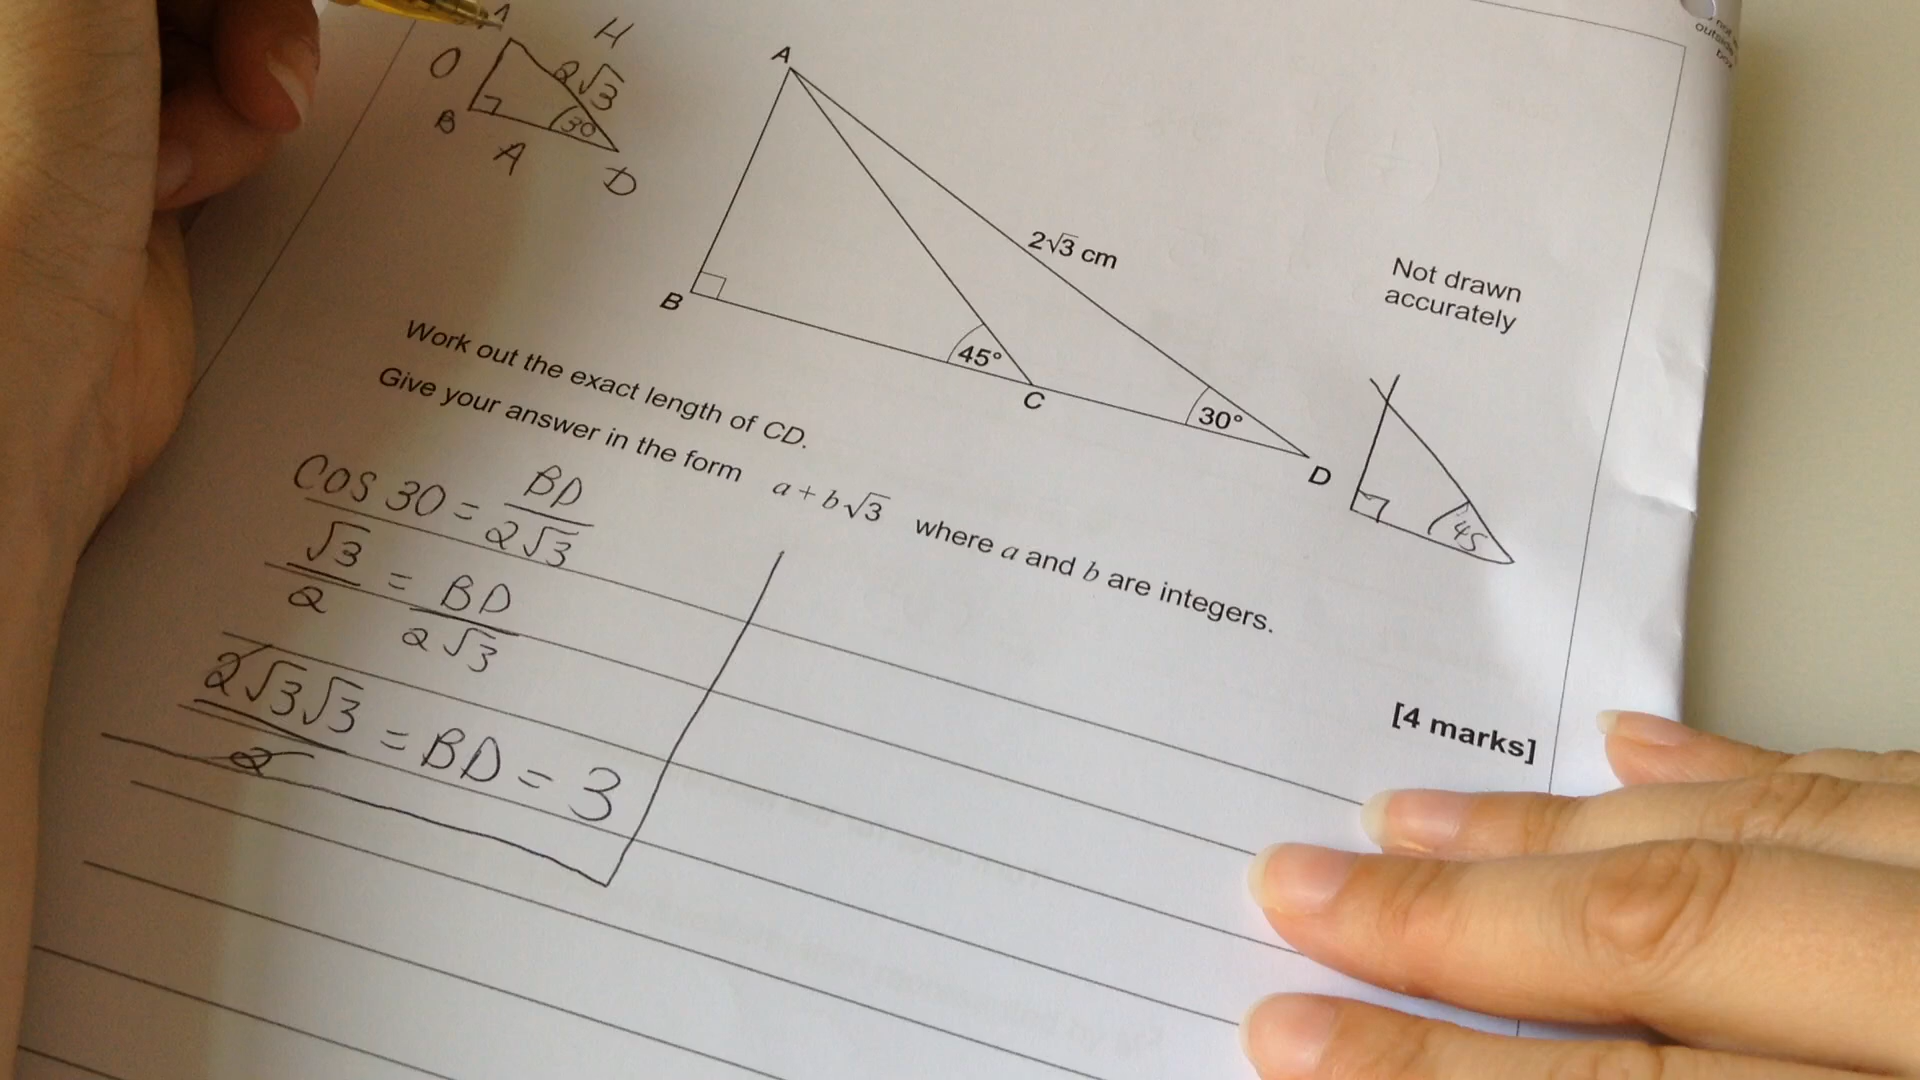 A
H
O
2√3
B
30
A
D
A
2√3 cm
Not drawn
accurately
B
45°
C
30°
D
45
Work out the exact length of CD.
Give your answer in the form a + b√3 where a and b are integers.
[4 marks]
COS 30 = BD / 2√3
√3 / 2 = BD / 2√3
2√3√3 / 2 = BD = 3